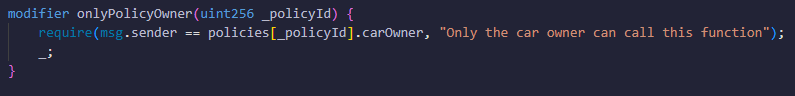 modifier onlyPolicyOwner(uint256 _policyId) {
    require(msg.sender == policies[_policyId].carOwner, "Only the car owner can call this function");
    _;
}